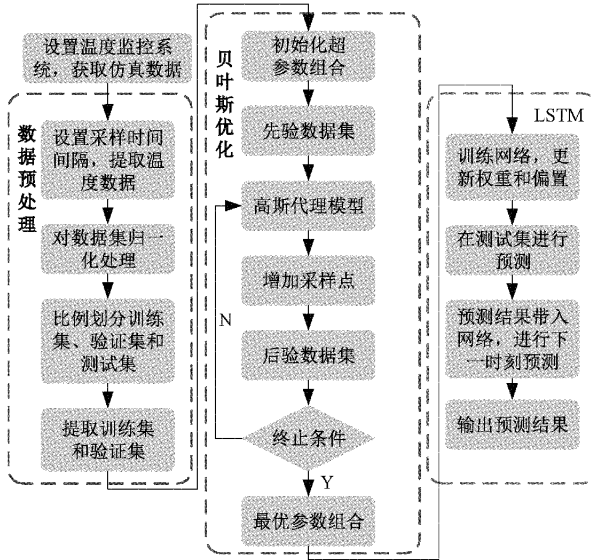 设置温度监控系
统，获取仿真数据
数据预处理
设置采样时间
间隔，提取温
度数据
对数据集归一
化处理
比例划分训练
集、验证集和
测试集
提取训练集
和验证集
贝叶斯优化
初始化超
参数组合
先验数据集
高斯代理模型
增加采样点
N
后验数据集
终止条件
Y
最优参数组合
LSTM
训练网络，更
新权重和偏置
在测试集进行
预测
预测结果带入
网络，进行下
一时刻预测
输出预测结果